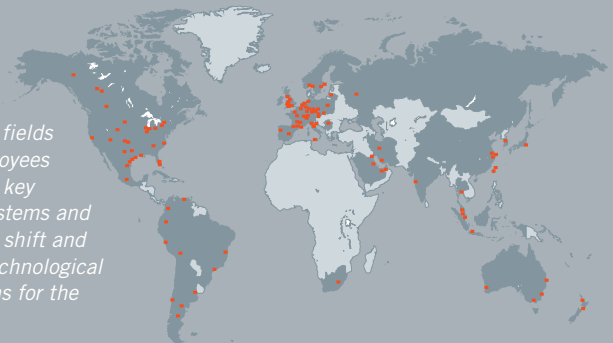 fields
oyees
key
stems and
shift and
chnological
ns for the